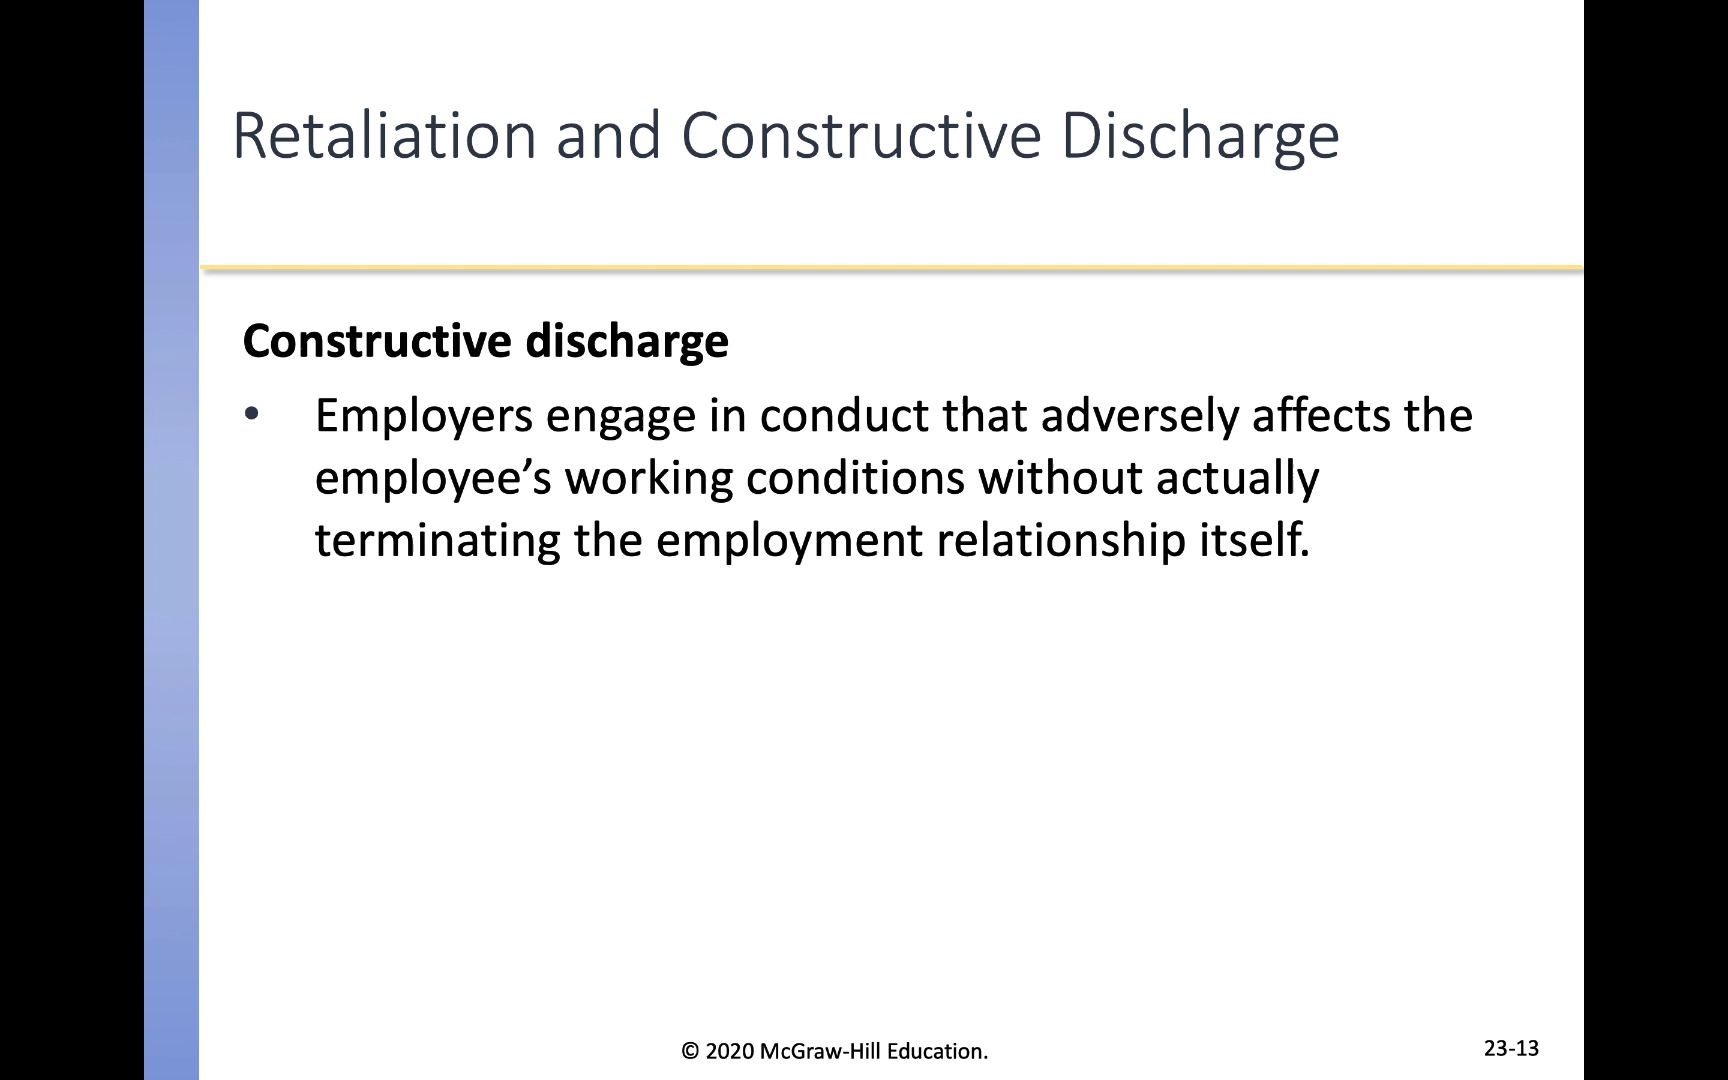 Retaliation and Constructive Discharge
Constructive discharge
• Employers engage in conduct that adversely affects the
employee’s working conditions without actually
terminating the employment relationship itself.
© 2020 McGraw-Hill Education.
23-13